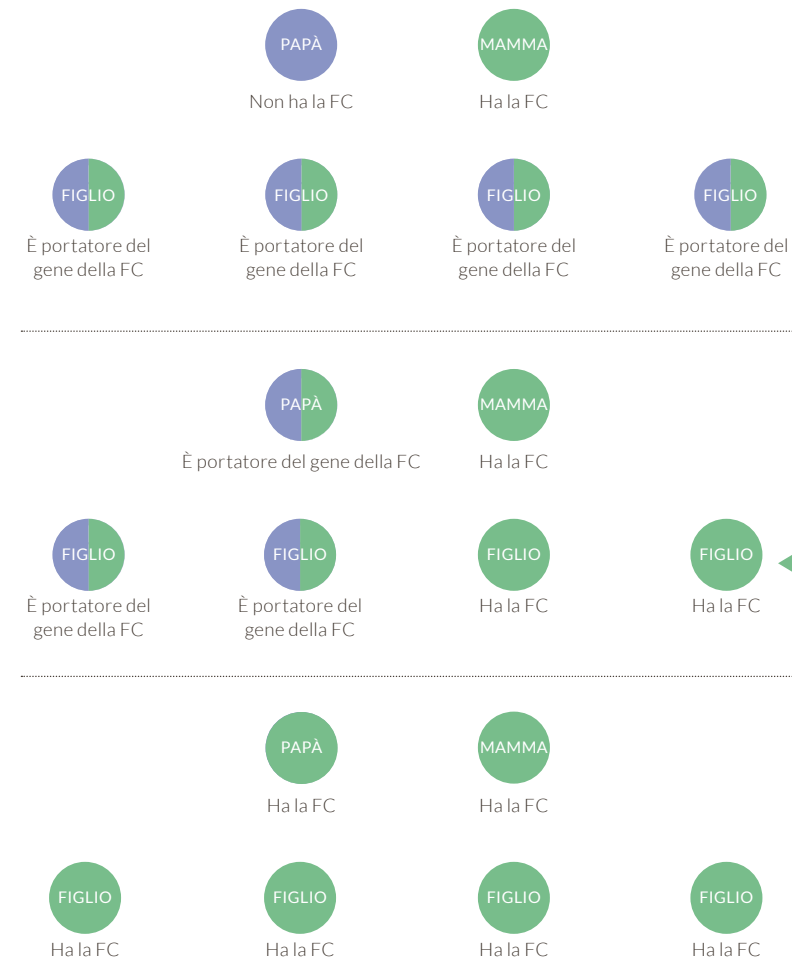 PAPÀ MAMMA
Non ha la FC Ha la FC
FIGLIO FIGLIO FIGLIO FIGLIO
È portatore del È portatore del È portatore del È portatore del
gene della FC gene della FC gene della FC gene della FC
PAPÀ MAMMA
È portatore del gene della FC Ha la FC
FIGLIO FIGLIO FIGLIO FIGLIO
È portatore del È portatore del Ha la FC Ha la FC
gene della FC gene della FC
PAPÀ MAMMA
Ha la FC Ha la FC
FIGLIO FIGLIO FIGLIO FIGLIO
Ha la FC Ha la FC Ha la FC Ha la FC